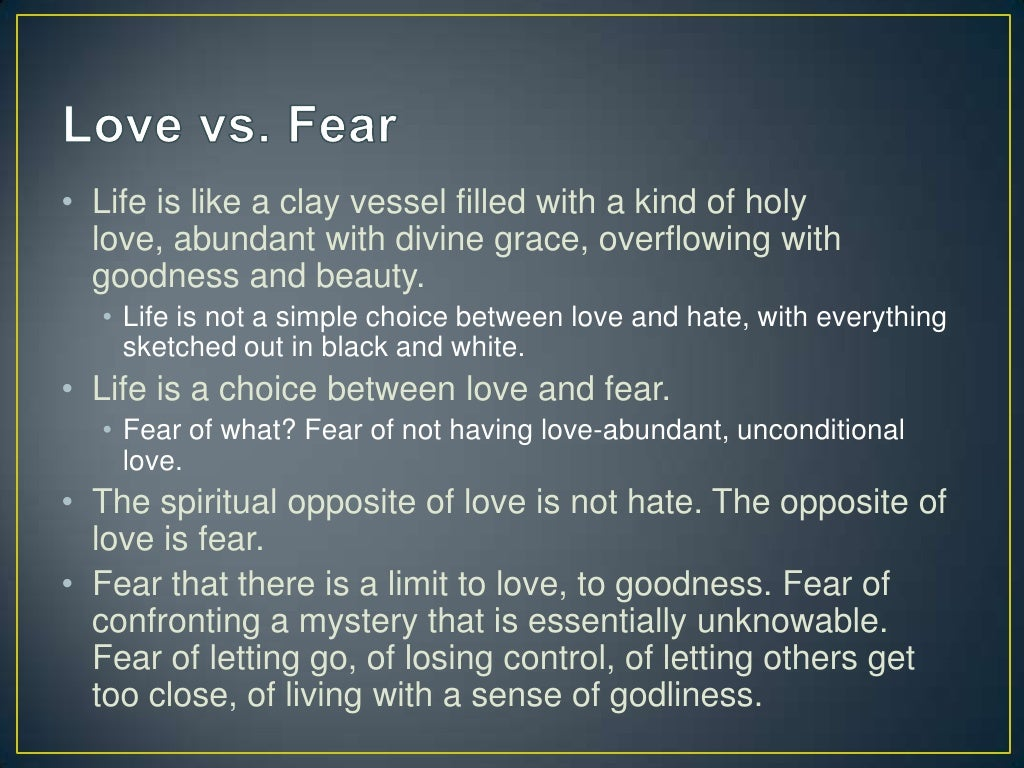 Love vs. Fear
• Life is like a clay vessel filled with a kind of holy
love, abundant with divine grace, overflowing with
goodness and beauty.
• Life is not a simple choice between love and hate, with everything
sketched out in black and white.
• Life is a choice between love and fear.
• Fear of what? Fear of not having love-abundant, unconditional
love.
• The spiritual opposite of love is not hate. The opposite of
love is fear.
• Fear that there is a limit to love, to goodness. Fear of
confronting a mystery that is essentially unknowable.
Fear of letting go, of losing control, of letting others get
too close, of living with a sense of godliness.